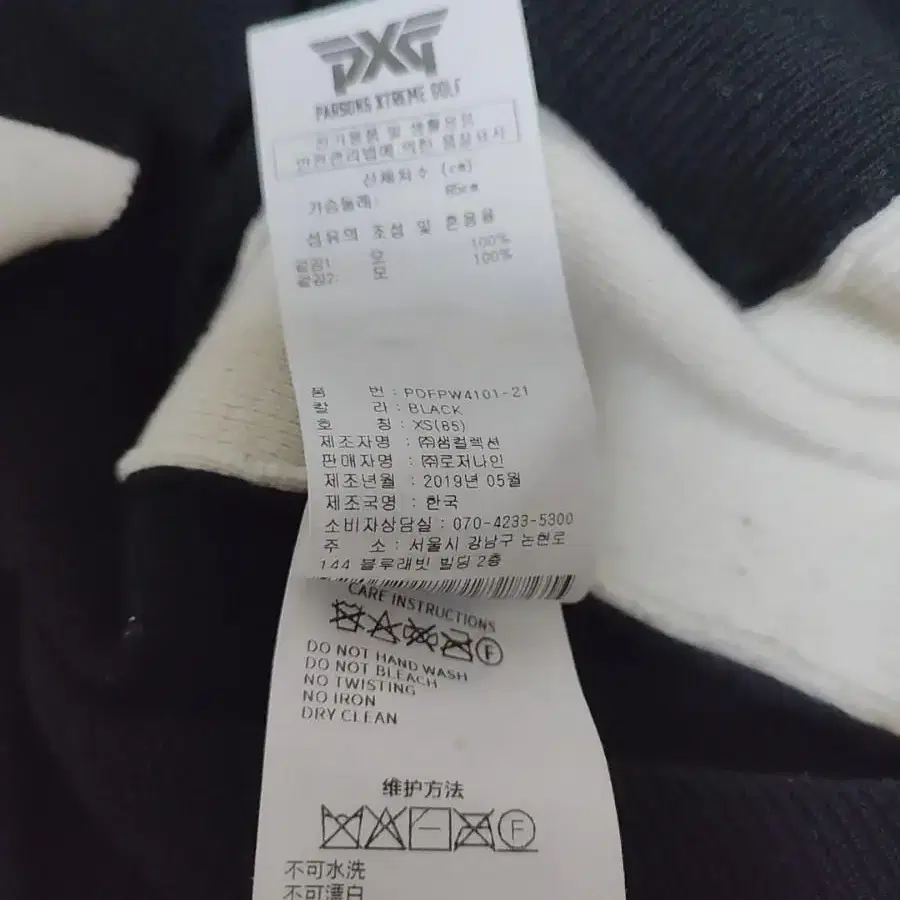 PXG
PARSONS XTREME GOLF
전기용품 및 생활용품
안전관리법에 의한 품질표시
신체치수 (cm)
가슴둘레: 85cm
섬유의 조성 및 혼용율
겉감1 모 100%
겉감2: 모 100%
품 번 : PDFPW4101-21
칼 라 : BLACK
호 칭 : XS(85)
제조자명 : ㈜샘컬렉션
판매자명 : ㈜로저나인
제조년월 : 2019년 05월
제조국명 : 한국
소비자상담실 : 070-4233-5300
주 소 : 서울시 강남구 논현로
144 블루래빗 빌딩 2층
CARE INSTRUCTIONS
F
DO NOT HAND WASH
DO NOT BLEACH
NO TWISTING
NO IRON
DRY CLEAN
维护方法
F
不可水洗
不可漂白